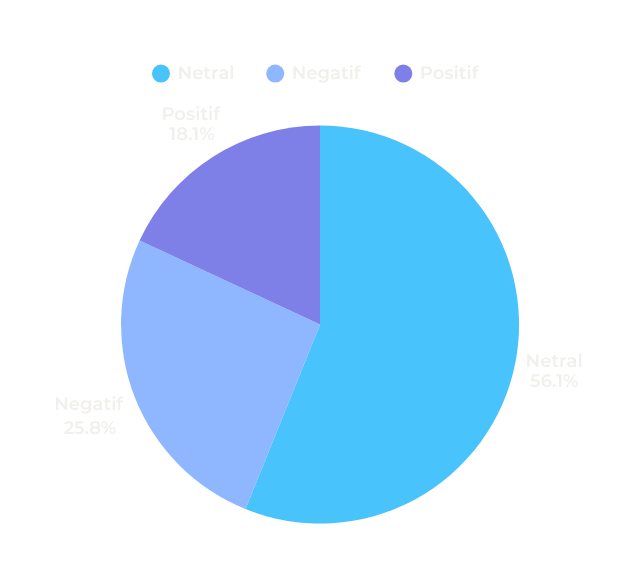 Netral Negatif Positif
Positif
18.1%
Netral
56.1%
Negatif
25.8%